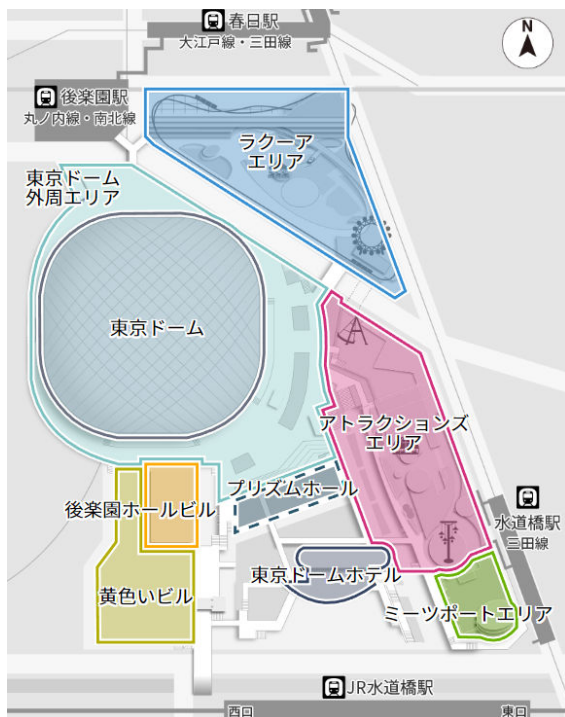 春日駅
大江戸線・三田線
N
後楽園駅
丸ノ内線・南北線
ラクーア
エリア
東京ドーム
外周エリア
東京ドーム
アトラクションズ
エリア
プリズムホール
後楽園ホールビル
水道橋駅
三田線
東京ドームホテル
黄色いビル
ミーツポートエリア
JR水道橋駅
西口
東口